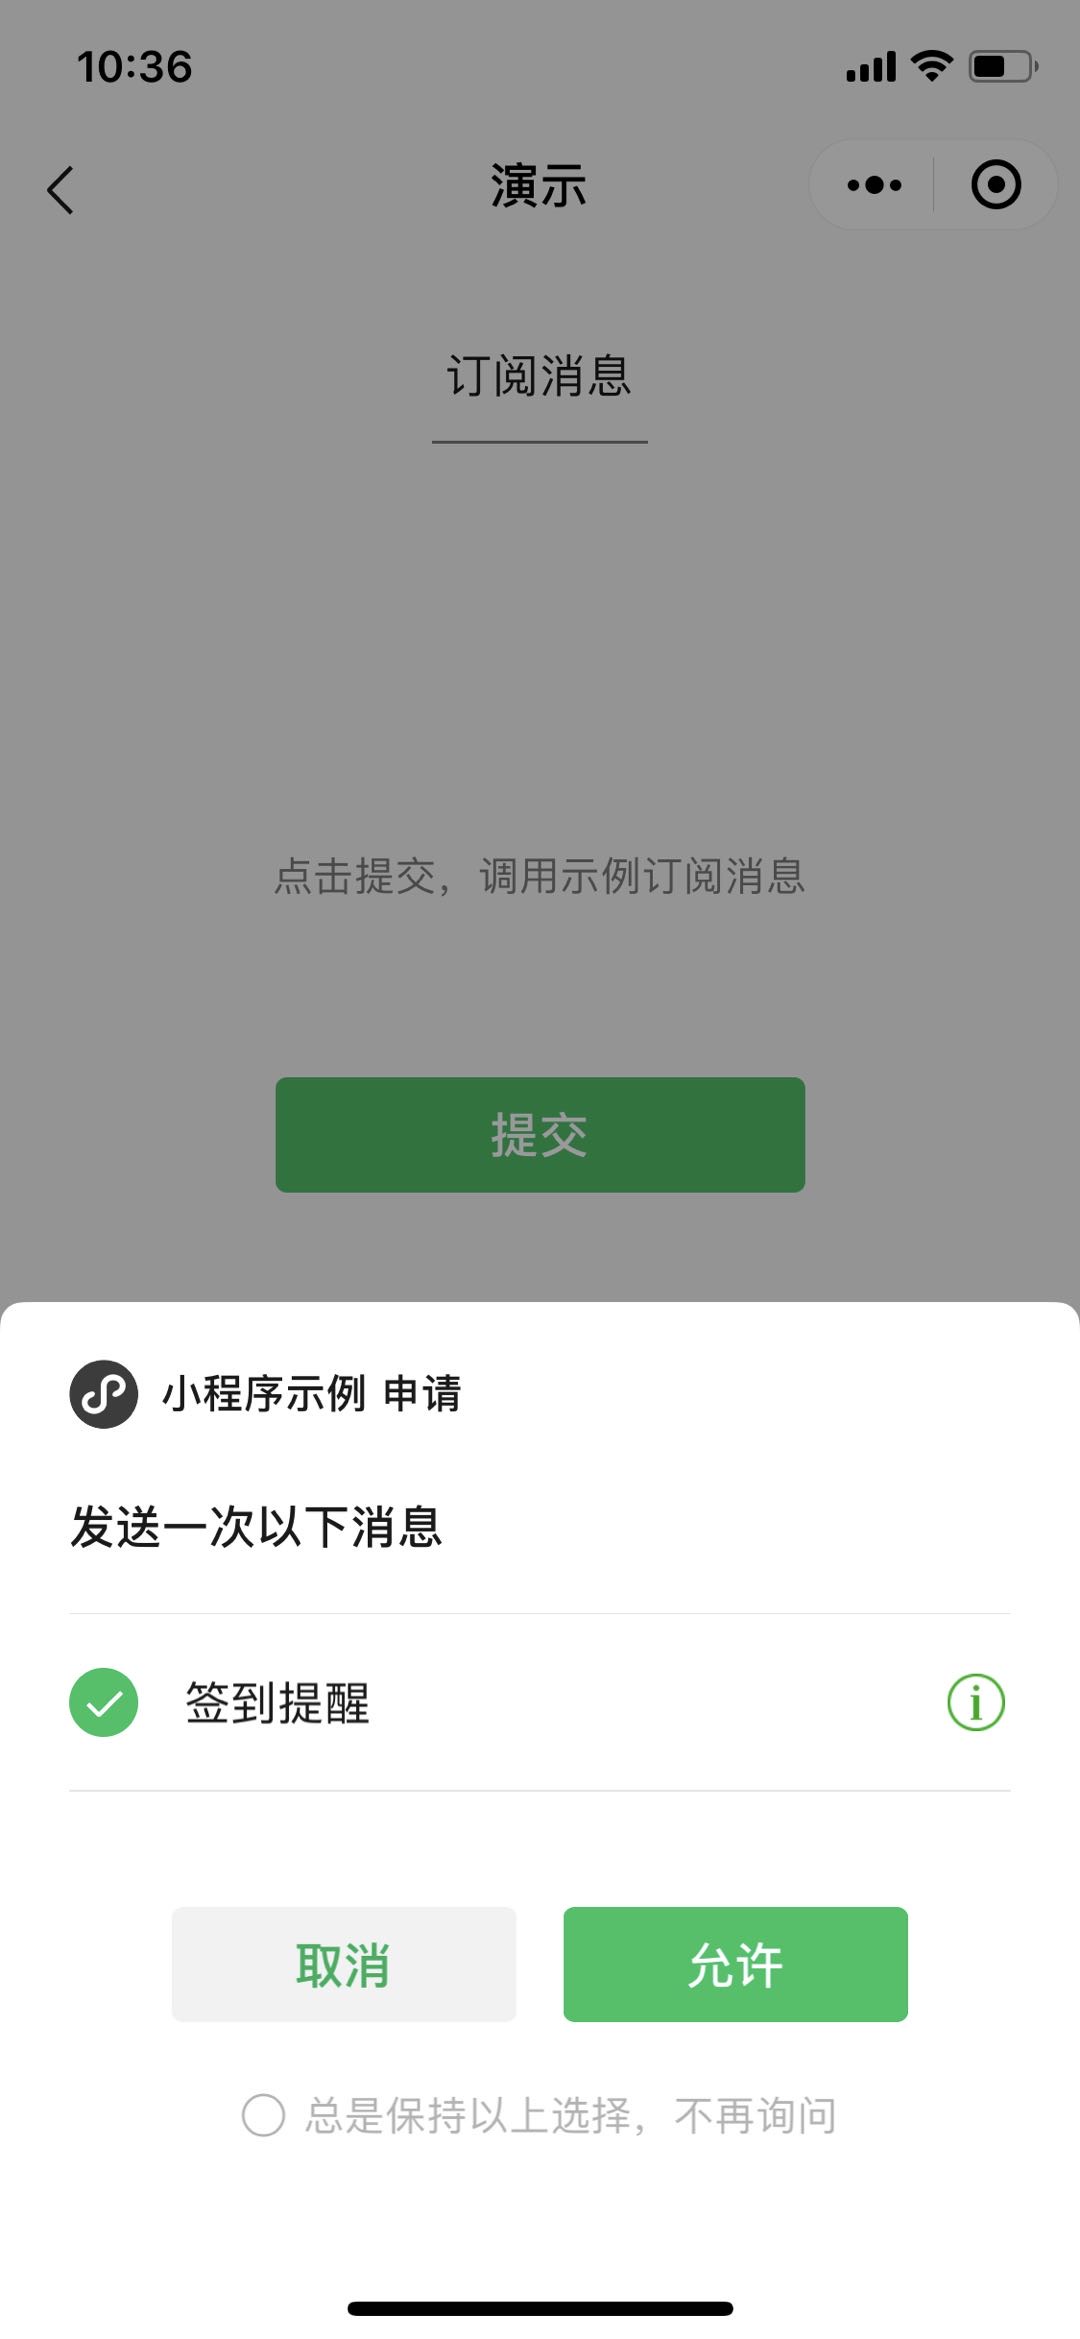 10:36
演示
订阅消息
点击提交，调用示例订阅消息
提交
小程序示例 申请
发送一次以下消息
签到提醒
取消
允许
总是保持以上选择，不再询问